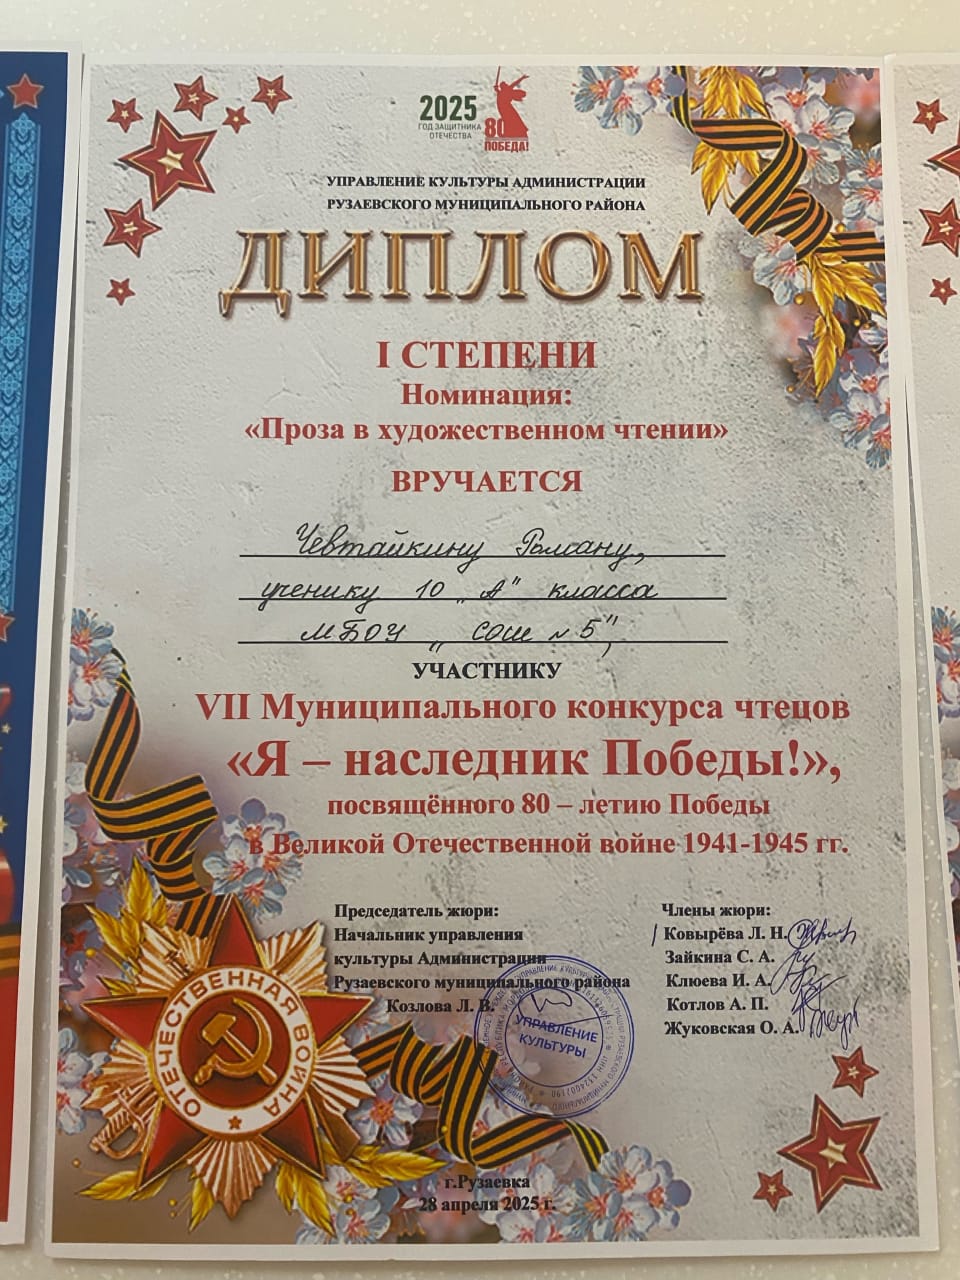 2025
ГОД ЗАЩИТНИКА
ОТЕЧЕСТВА
80
ПОБЕДА!
УПРАВЛЕНИЕ КУЛЬТУРЫ АДМИНИСТРАЦИИ
РУЗАЕВСКОГО МУНИЦИПАЛЬНОГО РАЙОНА
ДИПЛОМ
I СТЕПЕНИ
Номинация:
«Проза в художественном чтении»
ВРУЧАЕТСЯ
Чевтайкину Роману,
ученику 10 „А" класса
МБОУ „СОШ №5",
УЧАСТНИКУ
VII Муниципального конкурса чтецов
«Я – наследник Победы!»,
посвящённого 80 – летию Победы
в Великой Отечественной войне 1941-1945 гг.
Председатель жюри:
Начальник управления
культуры Администрации
Рузаевского муниципального района
Козлова Л. В.
Члены жюри:
Ковырёва Л. Н.
Зайкина С. А.
Клюева И. А.
Котлов А. П.
Жуковская О. А.
УПРАВЛЕНИЕ
КУЛЬТУРЫ
ОТЕЧЕСТВЕННАЯ ВОЙНА
г.Рузаевка
28 апреля 2025 г.